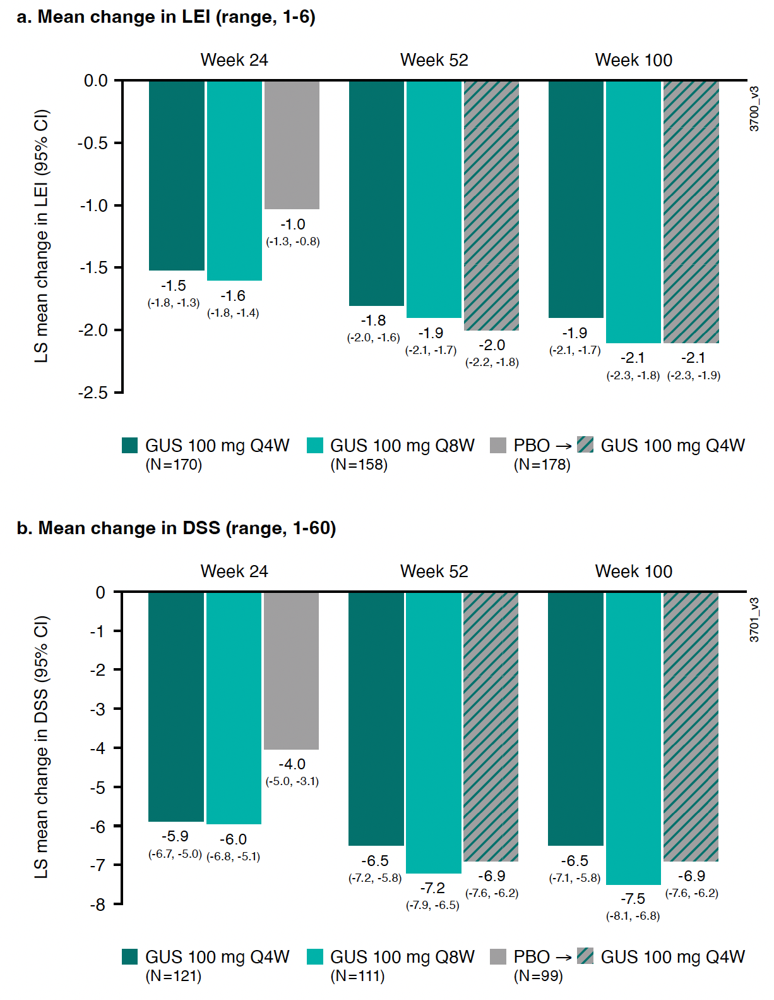 a. Mean change in LEI (range, 1-6)
Week 24
Week 52
Week 100
LS mean change in LEI (95% CI)
0.0
-0.5
-1.0
-1.5
-2.0
-2.5
-1.5
(-1.8, -1.3)
-1.6
(-1.8, -1.4)
-1.0
(-1.3, -0.8)
-1.8
(-2.0, -1.6)
-1.9
(-2.1, -1.7)
-2.0
(-2.2, -1.8)
-1.9
(-2.1, -1.7)
-2.1
(-2.3, -1.8)
-2.1
(-2.3, -1.9)
3700_v3
GUS 100 mg Q4W
(N=170)
GUS 100 mg Q8W
(N=158)
PBO → GUS 100 mg Q4W
(N=178)
b. Mean change in DSS (range, 1-60)
Week 24
Week 52
Week 100
LS mean change in DSS (95% CI)
0
-1
-2
-3
-4
-5
-6
-7
-8
-5.9
(-6.7, -5.0)
-6.0
(-6.8, -5.1)
-4.0
(-5.0, -3.1)
-6.5
(-7.2, -5.8)
-7.2
(-7.9, -6.5)
-6.9
(-7.6, -6.2)
-6.5
(-7.1, -5.8)
-7.5
(-8.1, -6.8)
-6.9
(-7.6, -6.2)
3701_v3
GUS 100 mg Q4W
(N=121)
GUS 100 mg Q8W
(N=111)
PBO → GUS 100 mg Q4W
(N=99)